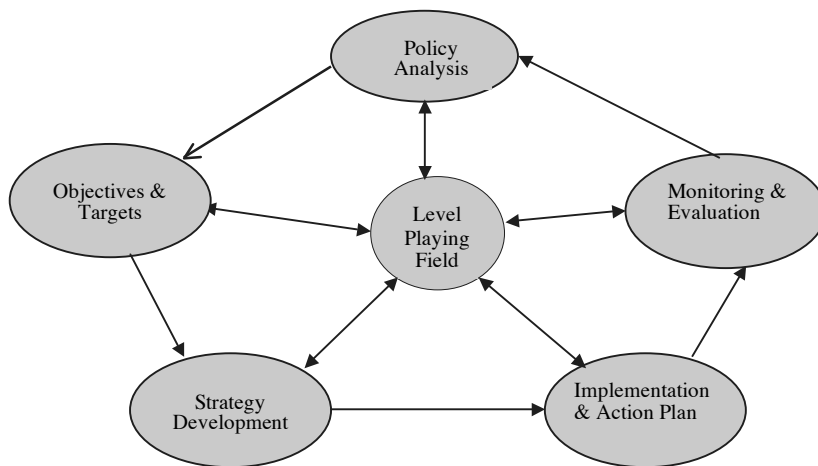 Policy
Analysis
Objectives &
Targets
Level
Playing
Field
Monitoring &
Evaluation
Strategy
Development
Implementation
& Action Plan